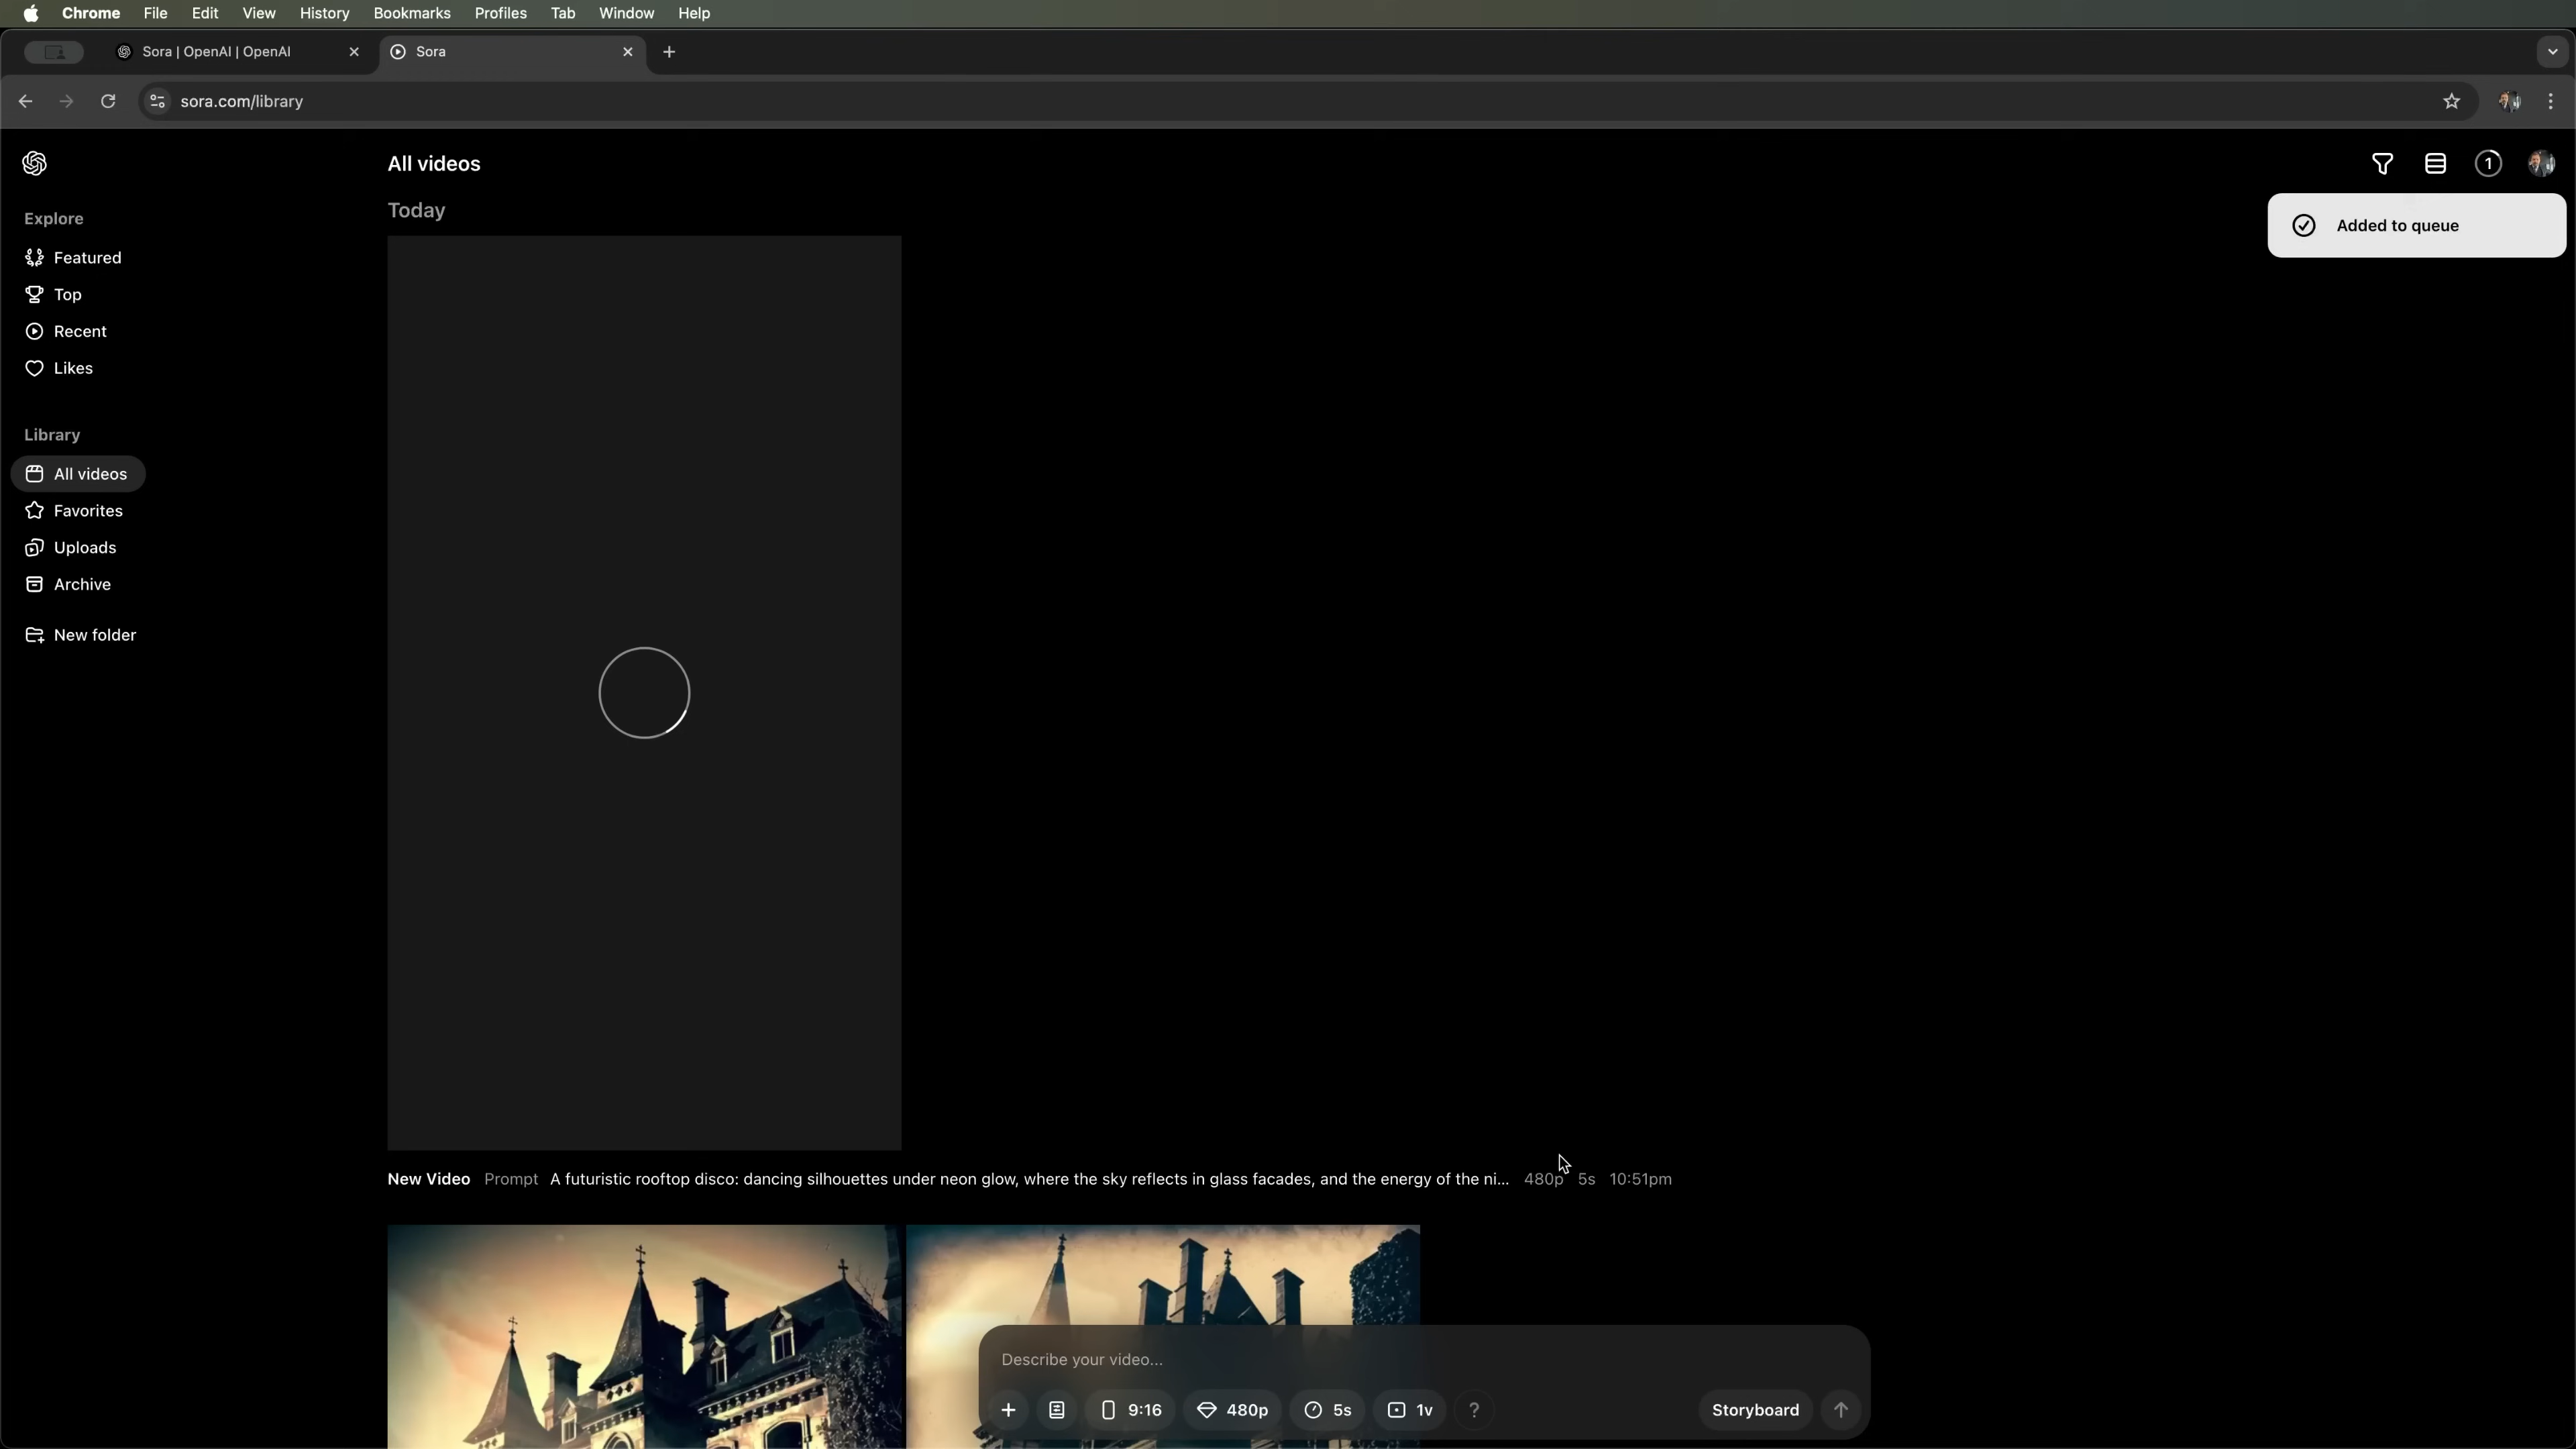 Chrome File Edit View History Bookmarks Profiles Tab Window Help
Sora | OpenAI | OpenAI
Sora
sora.com/library
All videos
1
Today
Added to queue
Explore
Featured
Top
Recent
Likes
Library
All videos
Favorites
Uploads
Archive
New folder
New Video Prompt A futuristic rooftop disco: dancing silhouettes under neon glow, where the sky reflects in glass facades, and the energy of the ni... 480p 5s 10:51pm
Describe your video...
9:16 480p 5s 1v ? Storyboard